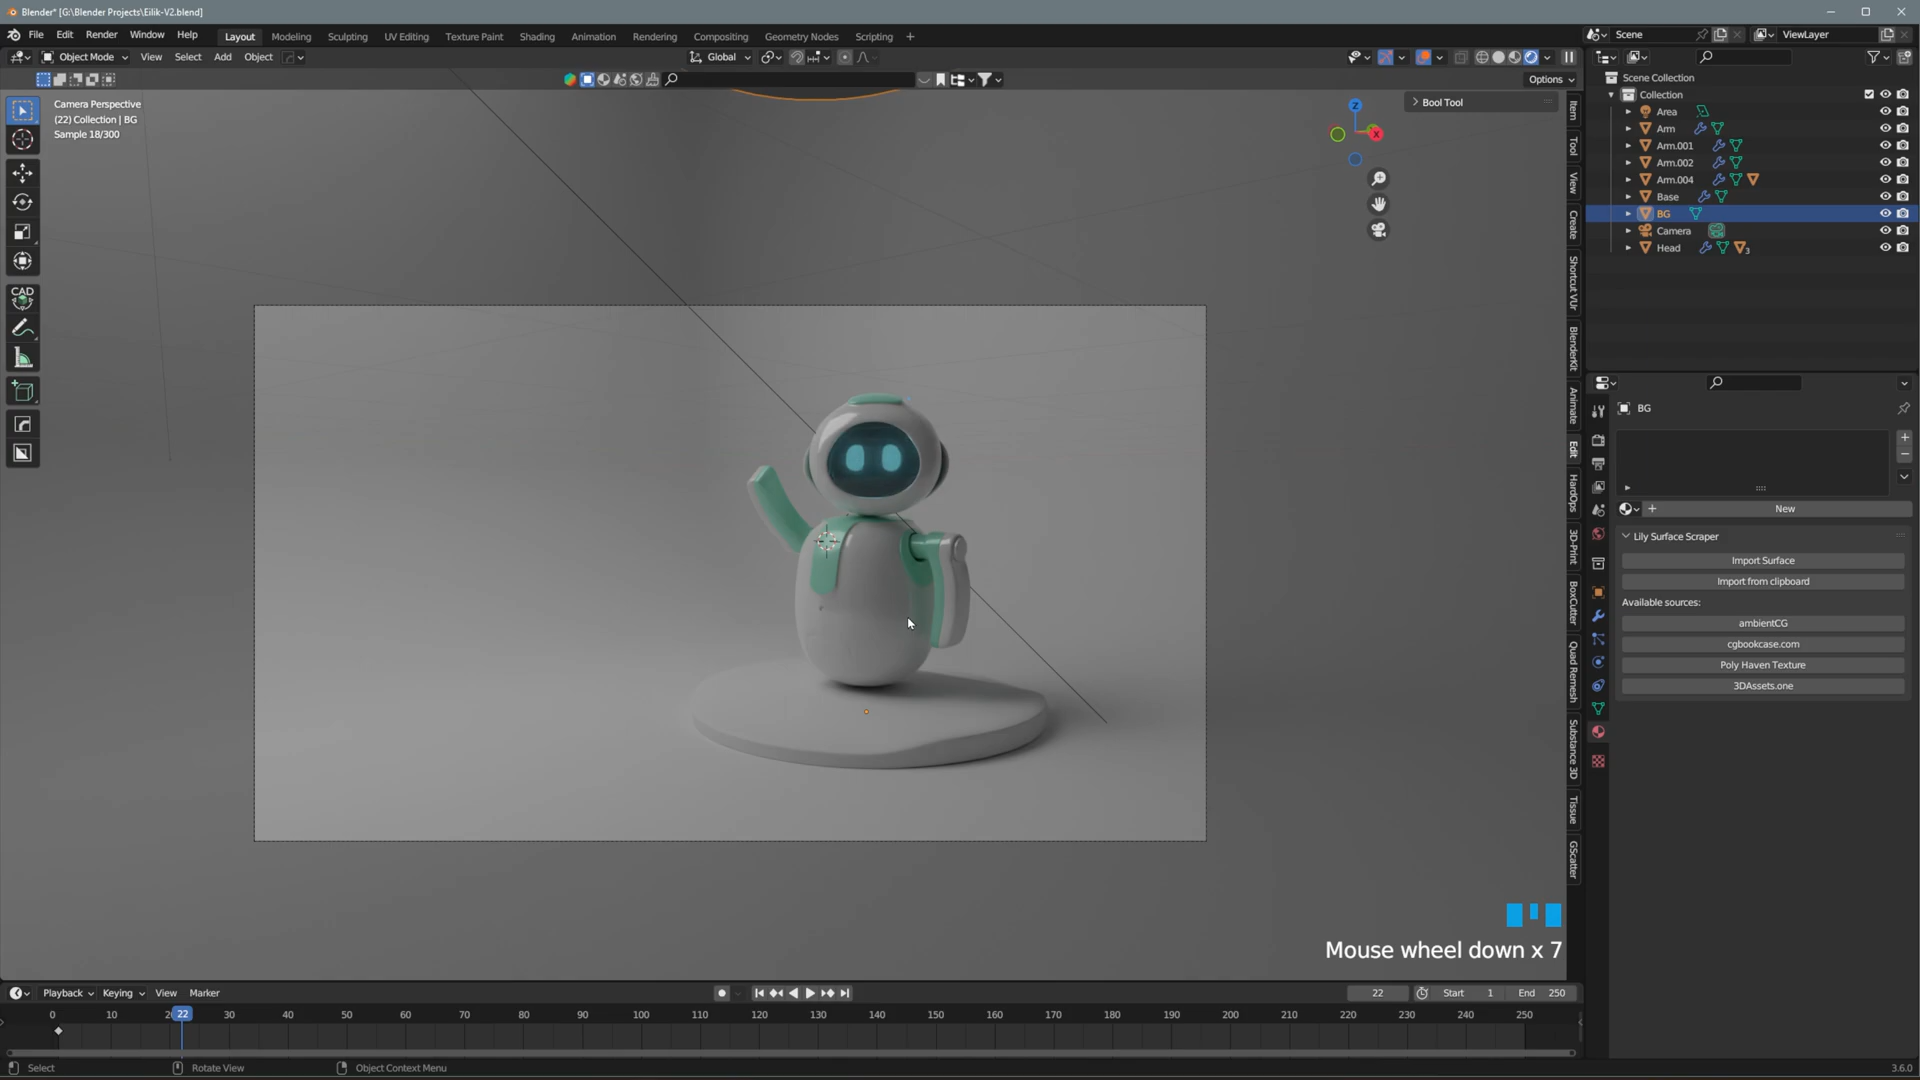 Blender* [G:\Blender Projects\Eilik-V2.blend]
File Edit Render Window Help Layout Modeling Sculpting UV Editing Texture Paint Shading Animation Rendering Compositing Geometry Nodes Scripting + Scene ViewLayer
Object Mode View Select Add Object Global
Options
Camera Perspective
(22) Collection | BG
Sample 18/300
Bool Tool
Z
X
CAD
Item
Tool
View
Create
Shortcut VUr
BlenderKit
Animate
Edit
HardOps
3D-Print
BoxCutter
Quad Remesh
Substance 3D
Tissue
GScatter
Scene Collection
Collection
Area
Arm
Arm.001
Arm.002
Arm.004
Base
BG
Camera
Head 3
BG
New
Lily Surface Scraper
Import Surface
Import from clipboard
Available sources:
ambientCG
cgbookcase.com
Poly Haven Texture
3DAssets.one
Mouse wheel down x 7
Playback Keying View Marker 22 Start 1 End 250
0 10 22 30 40 50 60 70 80 90 100 110 120 130 140 150 160 170 180 190 200 210 220 230 240 250
Select Rotate View Object Context Menu 3.6.0